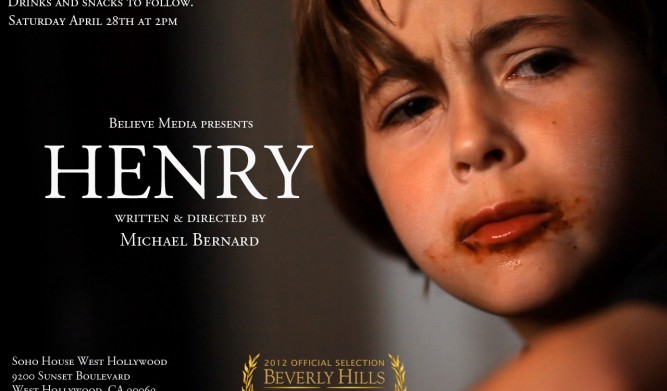 Drinks and snacks to follow.
Saturday April 28th at 2pm
Believe Media presents
HENRY
written & directed by
Michael Bernard
Soho House West Hollywood
9200 Sunset Boulevard
West Hollywood, CA 90069
2012 OFFICIAL SELECTION
BEVERLY HILLS